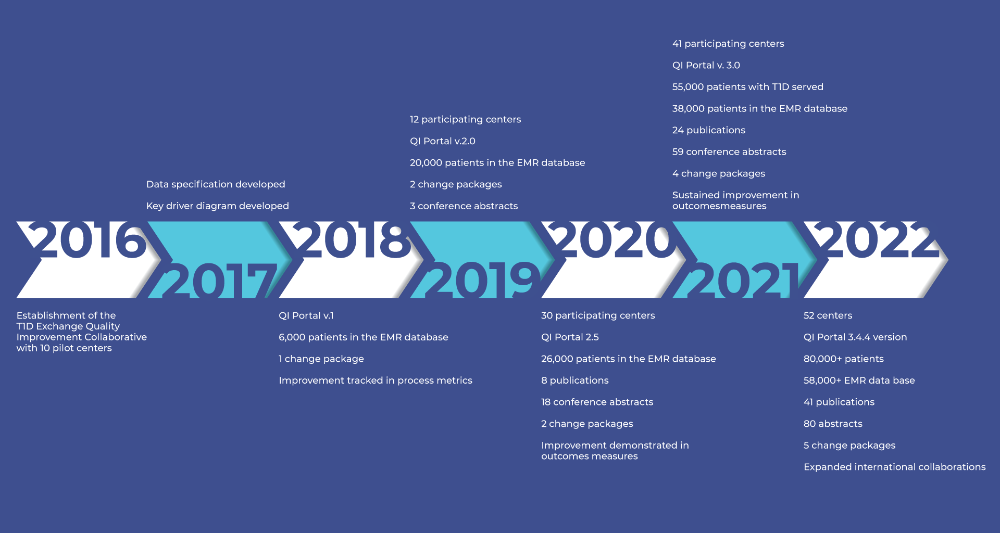 2016
Establishment of the
T1D Exchange Quality
Improvement Collaborative
with 10 pilot centers
Data specification developed
Key driver diagram developed
2017
2018
QI Portal v.1
6,000 patients in the EMR database
1 change package
Improvement tracked in process metrics
12 participating centers
QI Portal v.2.0
20,000 patients in the EMR database
2 change packages
3 conference abstracts
2019
2020
30 participating centers
QI Portal 2.5
26,000 patients in the EMR database
8 publications
18 conference abstracts
2 change packages
Improvement demonstrated in
outcomes measures
41 participating centers
QI Portal v. 3.0
55,000 patients with T1D served
38,000 patients in the EMR database
24 publications
59 conference abstracts
4 change packages
Sustained improvement in
outcomesmeasures
2021
2022
52 centers
QI Portal 3.4.4 version
80,000+ patients
58,000+ EMR data base
41 publications
80 abstracts
5 change packages
Expanded international collaborations